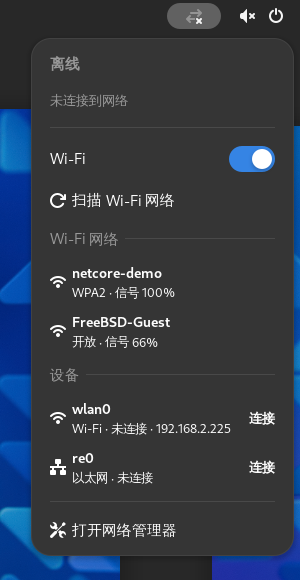 离线
未连接到网络
Wi-Fi
扫描 Wi-Fi 网络
Wi-Fi 网络
netcore-demo
WPA2 · 信号 100%
FreeBSD-Guest
开放 · 信号 66%
设备
wlan0
Wi-Fi · 未连接 · 192.168.2.225
连接
re0
以太网 · 未连接
连接
打开网络管理器